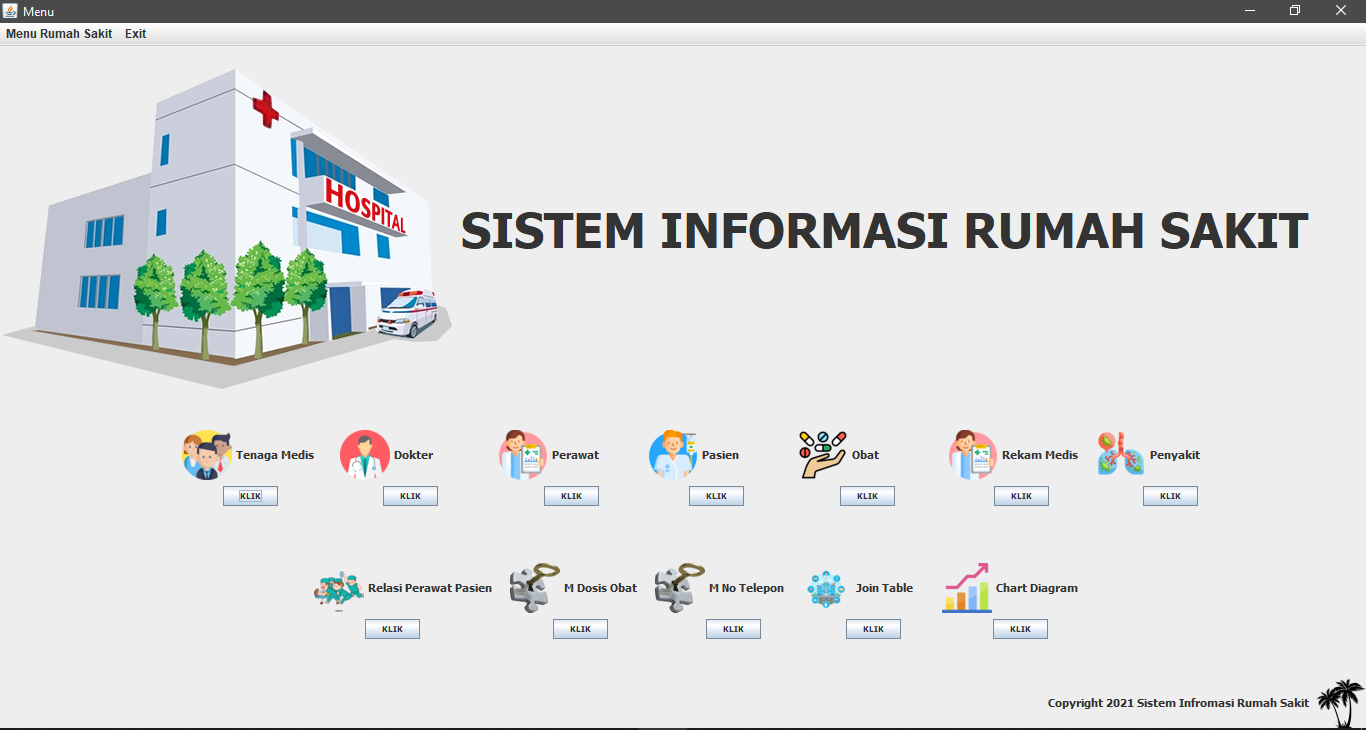 Menu
Menu Rumah Sakit Exit
HOSPITAL
SISTEM INFORMASI RUMAH SAKIT
Tenaga Medis Dokter Perawat Pasien Obat Rekam Medis Penyakit
KLIK KLIK KLIK KLIK KLIK KLIK KLIK
Relasi Perawat Pasien M Dosis Obat M No Telepon Join Table Chart Diagram
KLIK KLIK KLIK KLIK KLIK
Copyright 2021 Sistem Infromasi Rumah Sakit